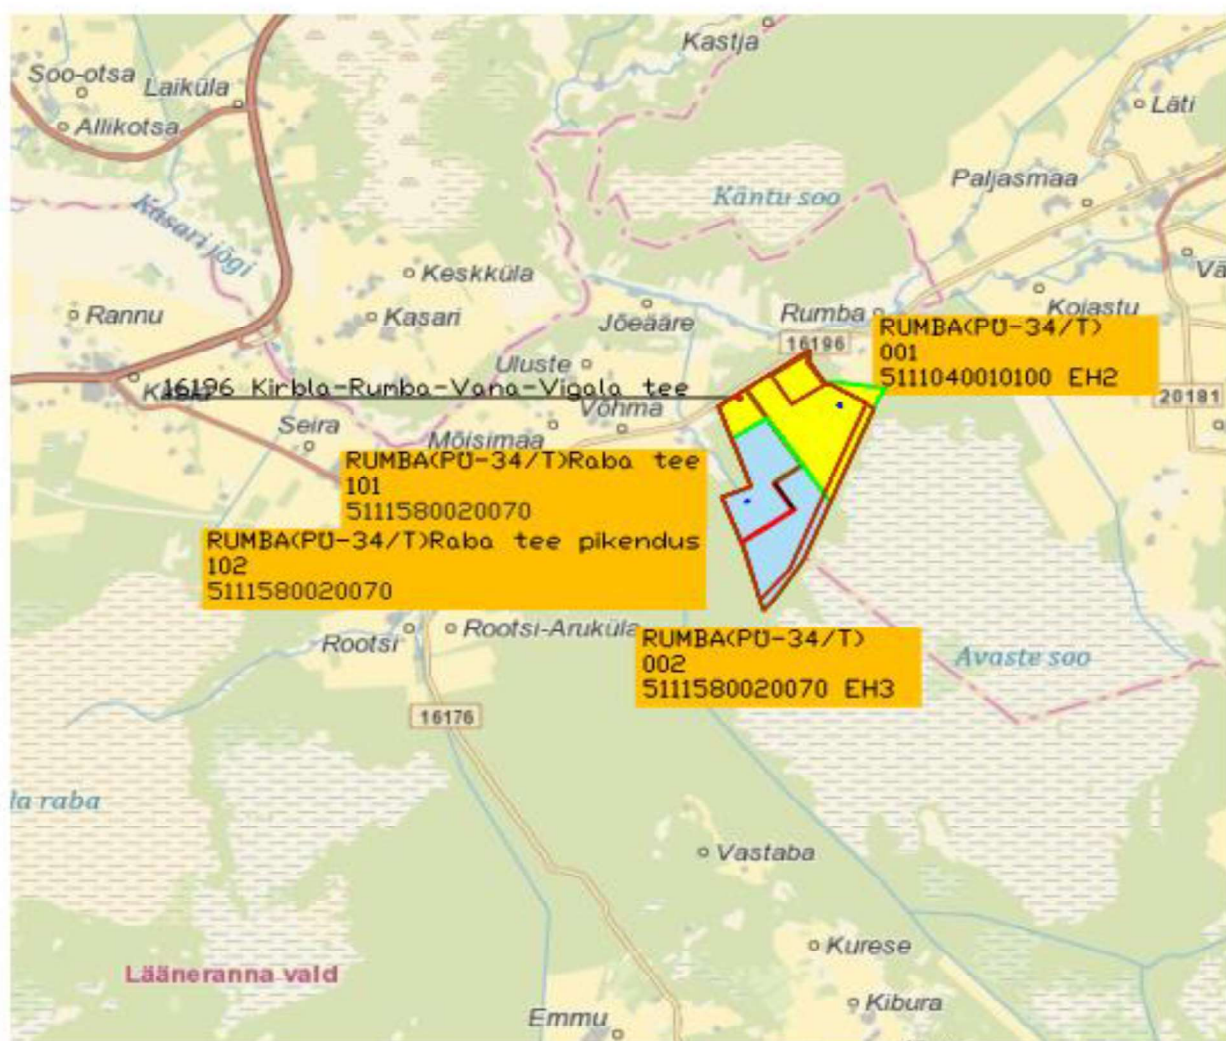 Kastja
Soo-otsa
Laiküla
Läti
Allikotsa
Paljasmaa
Käntu soo
Kasari jõgi
Keskküla
Kojastu
Rannu
Kasari
Jõeääre
Rumba
16196
RUMBA(PÜ-34/T)
001
5111040010100 EH2
Uluste
16196 Kirbla-Rumba-Vana-Vigala tee
20181
Võhma
Seira
Mõisimaa
RUMBA(PÜ-34/T)Raba tee
101
5111580020070
RUMBA(PÜ-34/T)Raba tee pikendus
102
5111580020070
Rootsi
Rootsi-Aruküla
RUMBA(PÜ-34/T)
002
5111580020070 EH3
Avaste soo
16176
la raba
Vastaba
Kurese
Lääneranna vald
Kibura
Emmu